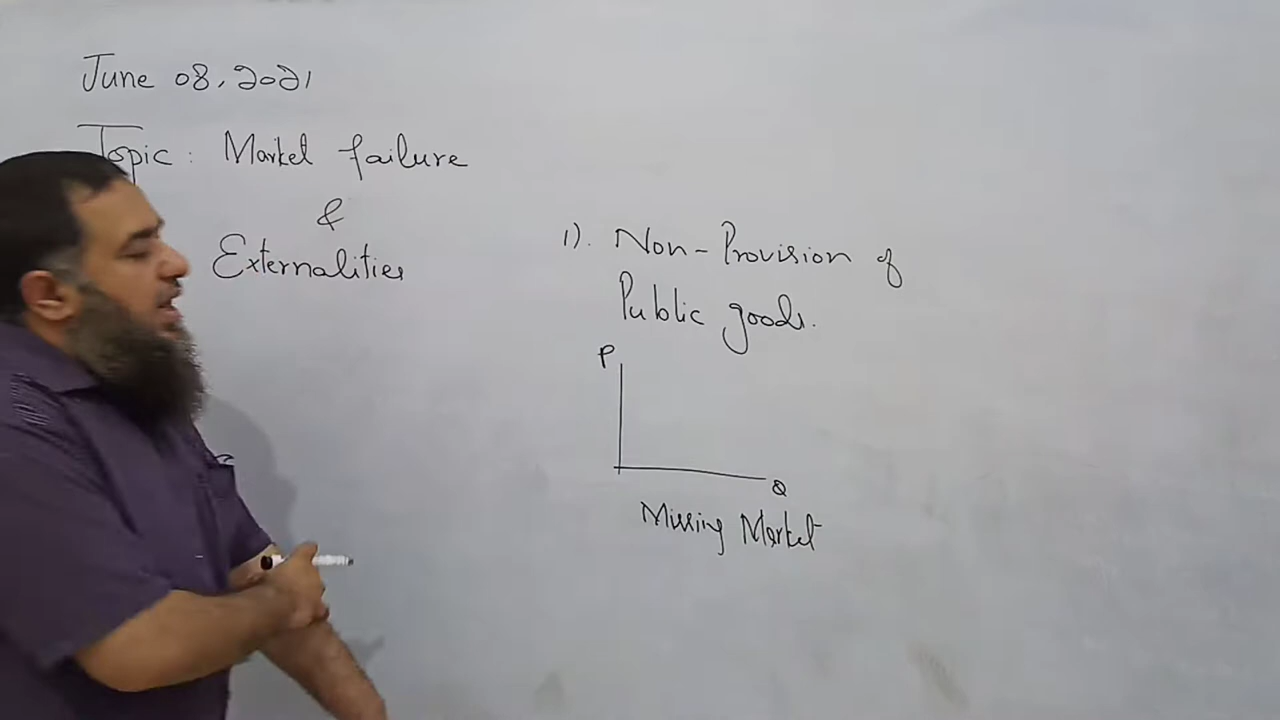 June 08, 2021
Topic: Market failure
&
Externalities
1). Non-Provision of
Public goods.
P
Q
Missing Market